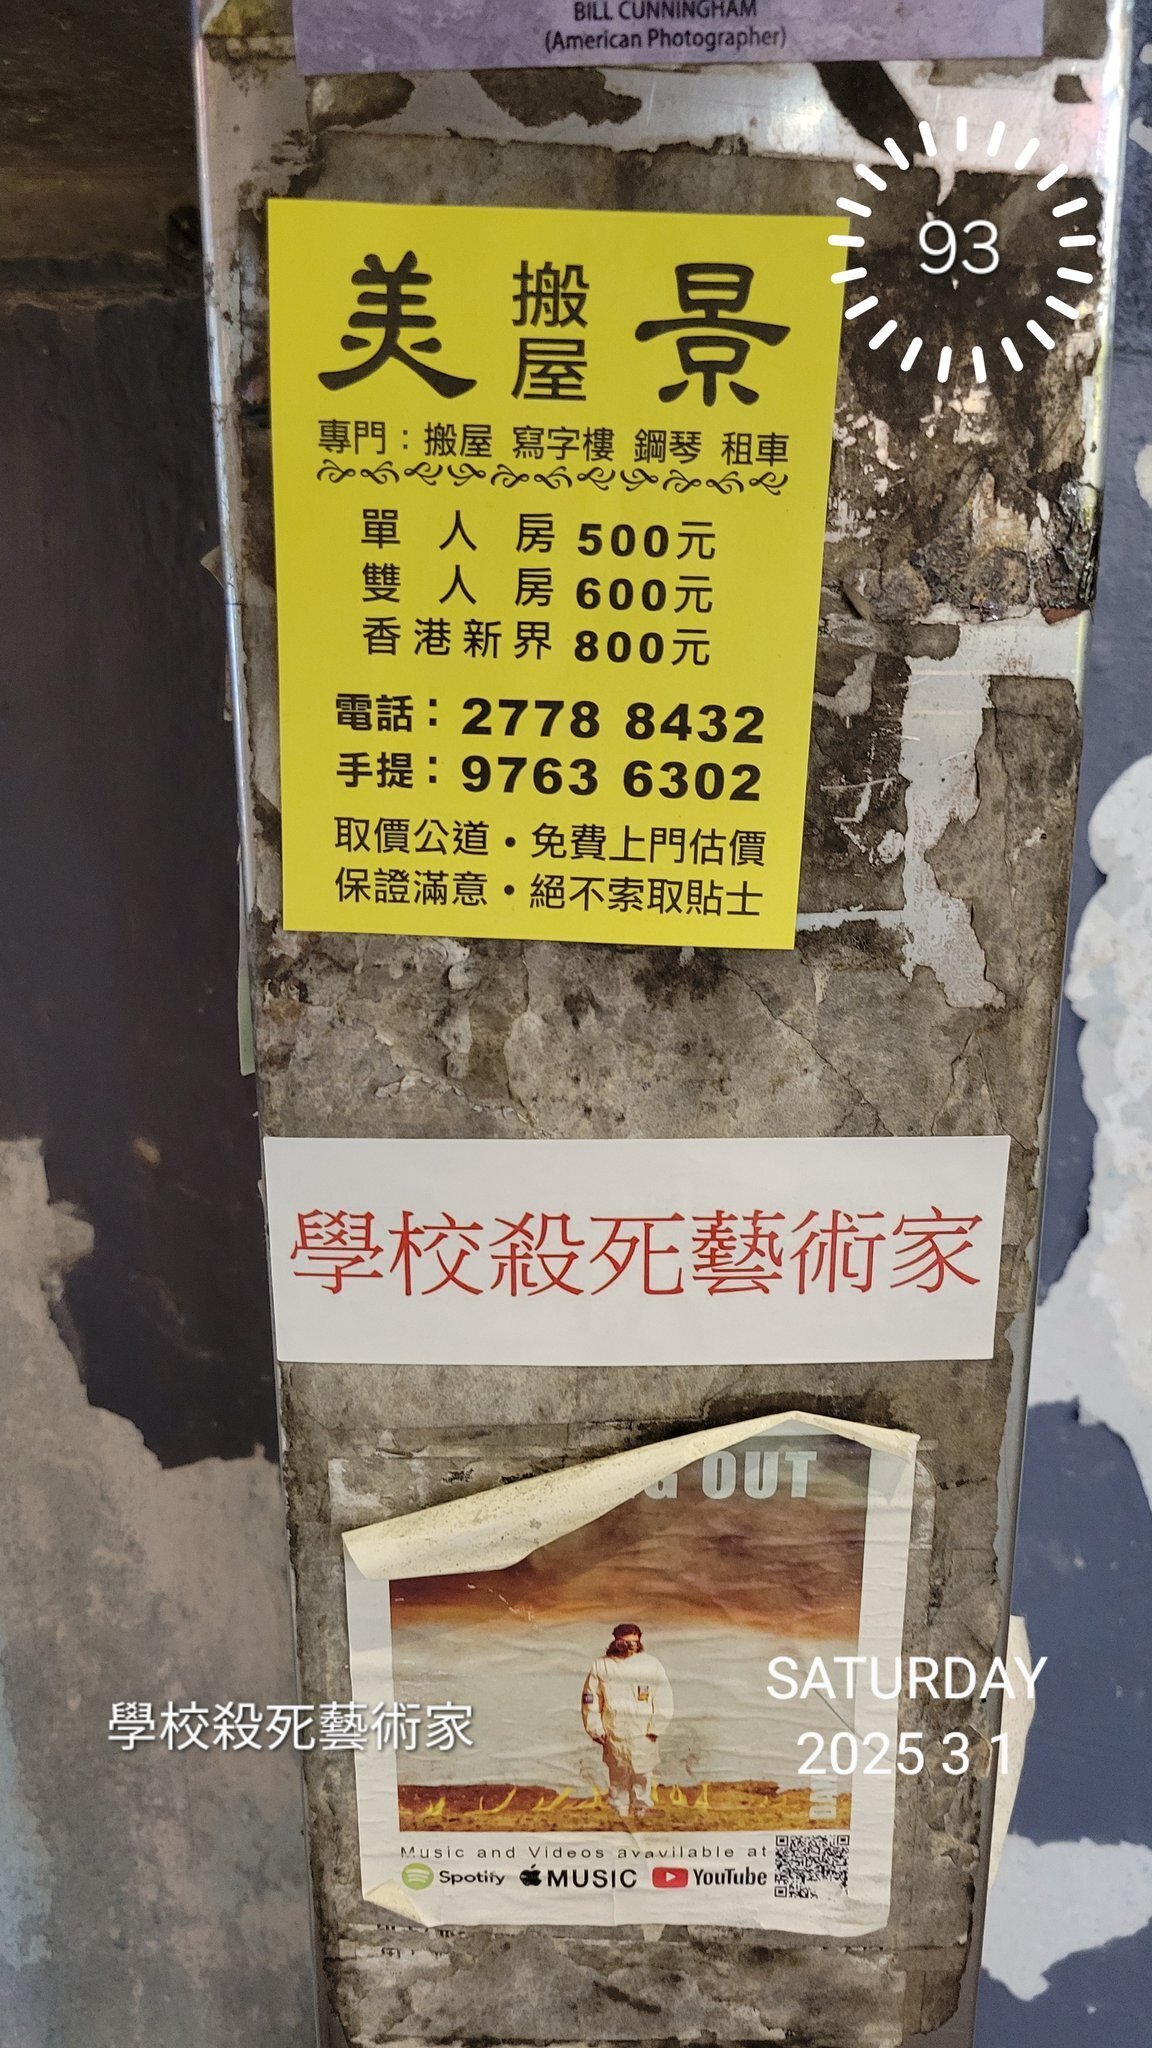 BILL CUNNINGHAM
(American Photographer)
93
美 搬屋 景
專門：搬屋 寫字樓 鋼琴 租車
單人房 500元
雙人房 600元
香港新界 800元
電話：2778 8432
手提：9763 6302
取價公道・免費上門估價
保證滿意・絕不索取貼士
學校殺死藝術家
G OUT
學校殺死藝術家
SATURDAY
2025 3 1
Music and Videos avavilable at
Spotify MUSIC YouTube